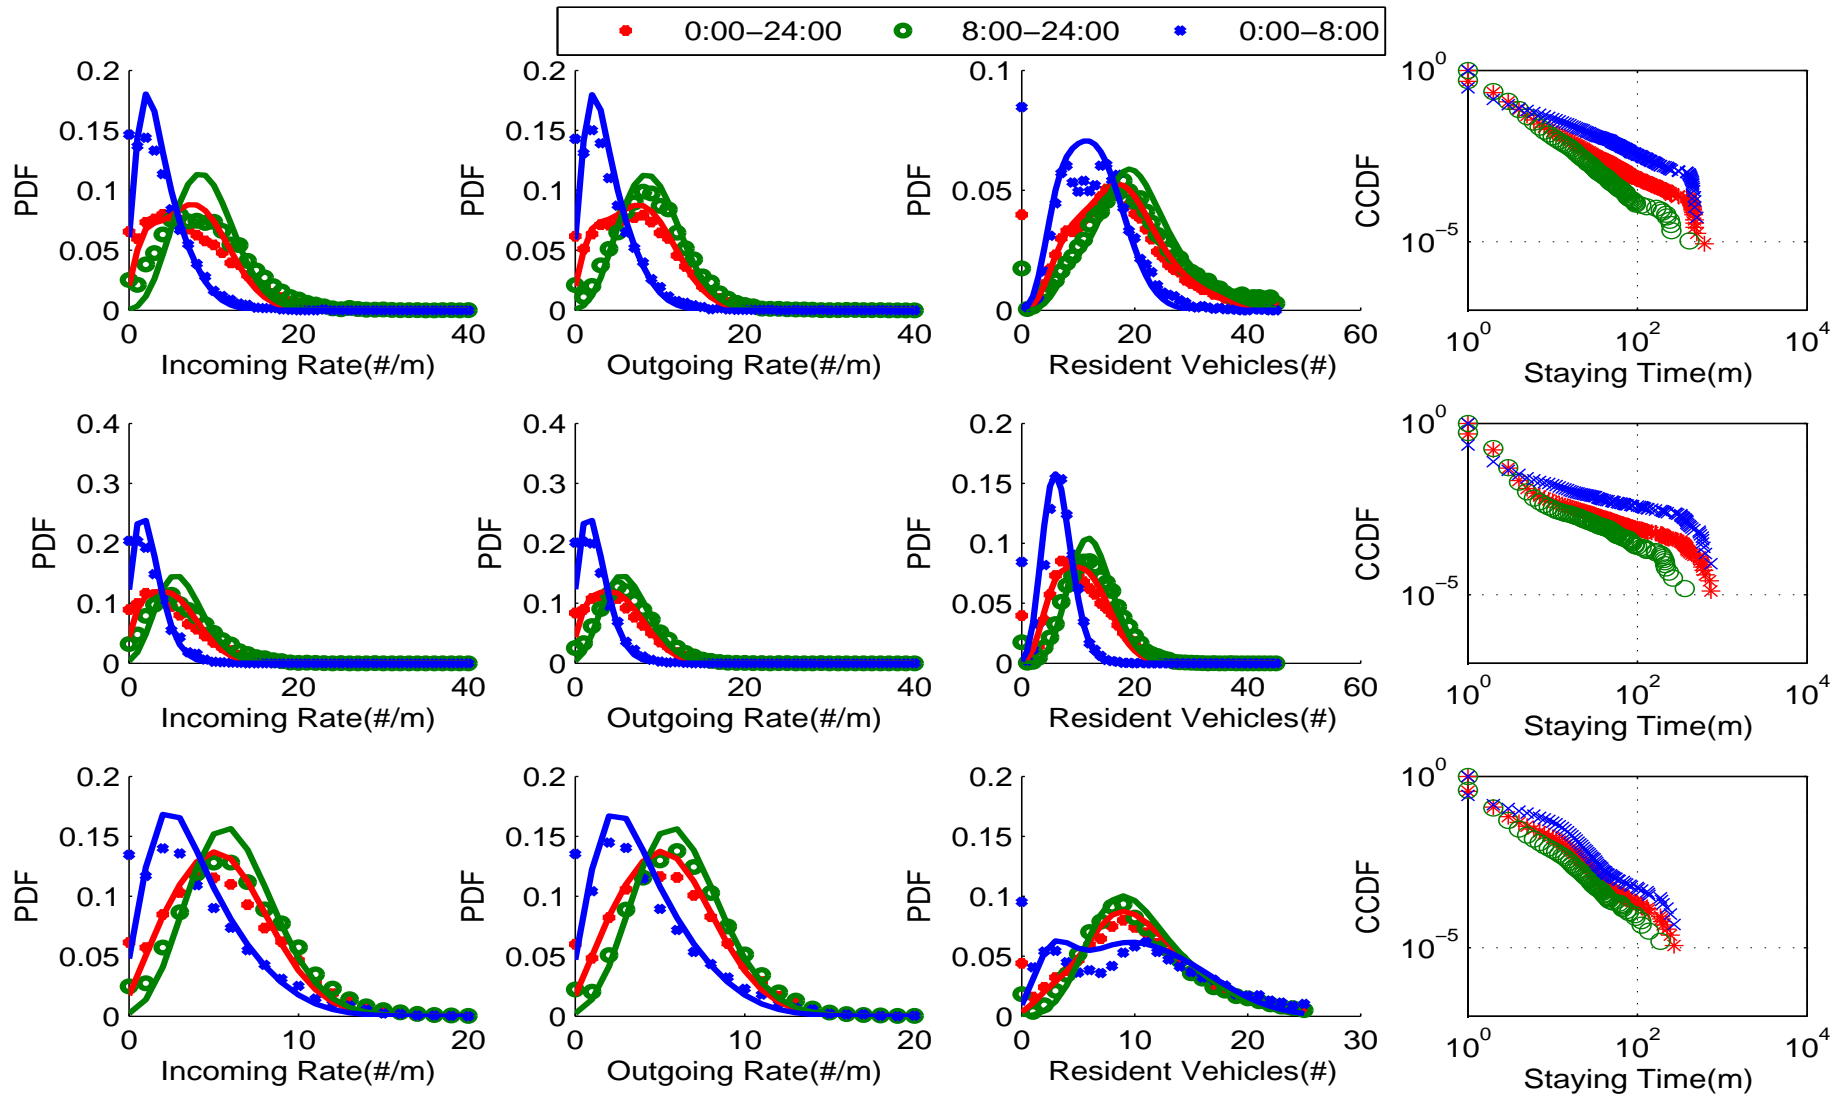 0:00−24:00 8:00−24:00 0:00−8:00
0.2 0.2 0.1 10^0
0.15 0.15
PDF 0.1 PDF 0.1 PDF 0.05 CCDF
0.05 0.05 10^−5
0 0 0
0 20 40 0 20 40 0 20 40 60 10^0 10^2 10^4
Incoming Rate(#/m) Outgoing Rate(#/m) Resident Vehicles(#) Staying Time(m)
0.4 0.4 0.2 10^0
0.3 0.3 0.15
PDF 0.2 PDF 0.2 PDF 0.1 CCDF
0.1 0.1 0.05 10^−5
0 0 0
0 20 40 0 20 40 0 20 40 60 10^0 10^2 10^4
Incoming Rate(#/m) Outgoing Rate(#/m) Resident Vehicles(#) Staying Time(m)
0.2 0.2 0.2 10^0
0.15 0.15 0.15
PDF 0.1 PDF 0.1 PDF 0.1 CCDF
0.05 0.05 0.05 10^−5
0 0 0
0 10 20 0 10 20 0 10 20 30 10^0 10^2 10^4
Incoming Rate(#/m) Outgoing Rate(#/m) Resident Vehicles(#) Staying Time(m)